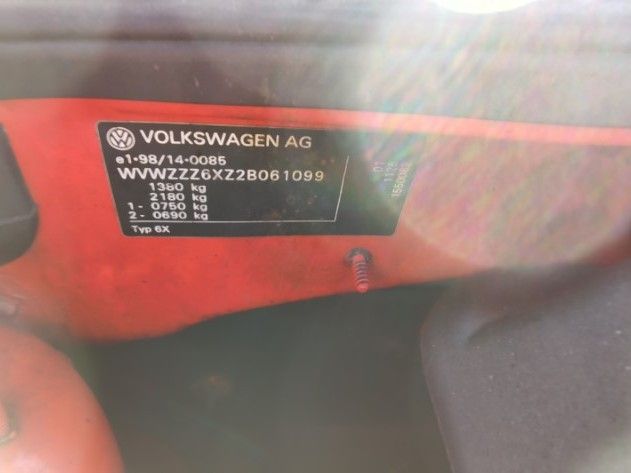 VOLKSWAGEN AG
e1*98/14*0085
WVWZZZ6XZ2B061099
1380 kg
2180 kg
1- 0750 kg
2- 0690 kg
Typ 6X